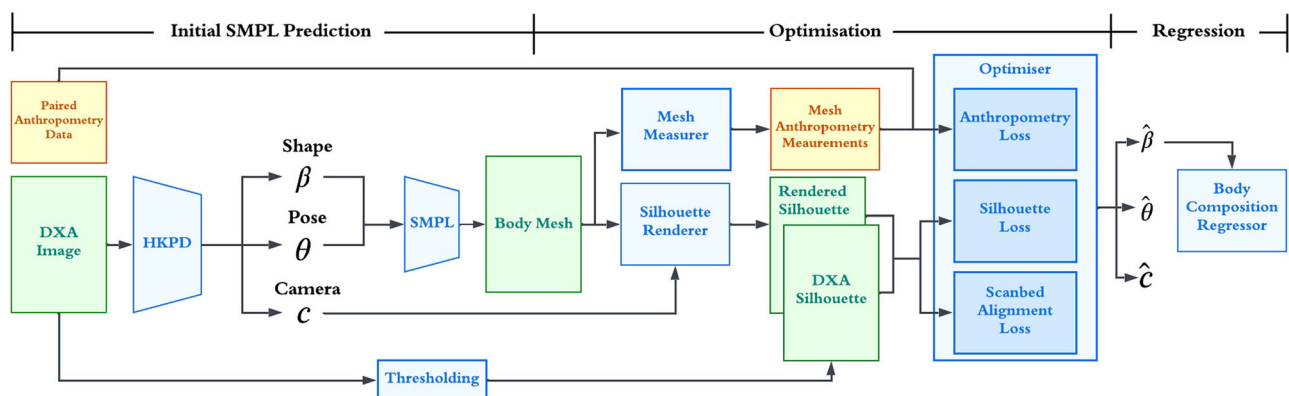 Initial SMPL Prediction
Optimisation
Regression
Paired
Anthropometry
Data
DXA
Image
HKPD
Shape
β
Pose
θ
Camera
c
SMPL
Body Mesh
Mesh
Measurer
Silhouette
Renderer
Mesh
Anthropometry
Meaurements
Rendered
Silhouette
DXA
Silhouette
Thresholding
Optimiser
Anthropometry
Loss
Silhouette
Loss
Scanbed
Alignment
Loss
β̂
θ̂
ĉ
Body
Composition
Regressor